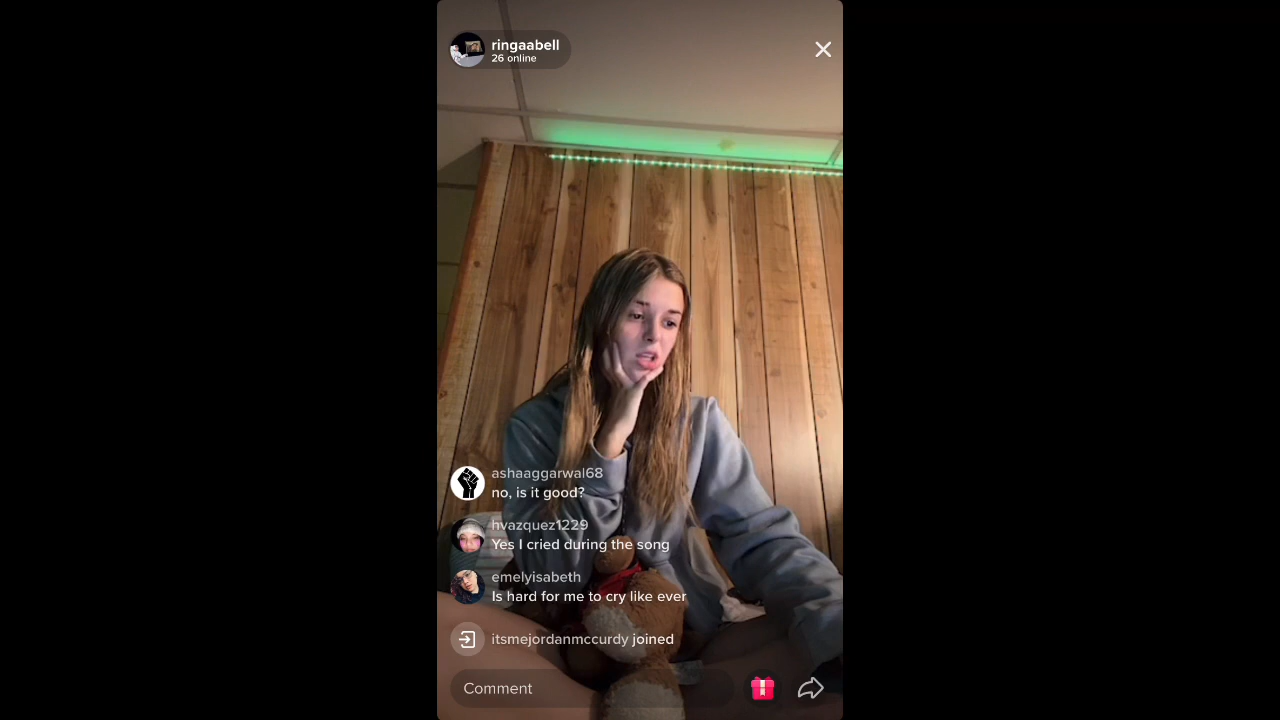 ringaabell
26 online
ashaaggarwal68
no, is it good?
hvazquez1229
Yes I cried during the song
emelyisabeth
Is hard for me to cry like ever
itsmejordanmccurdy joined
Comment